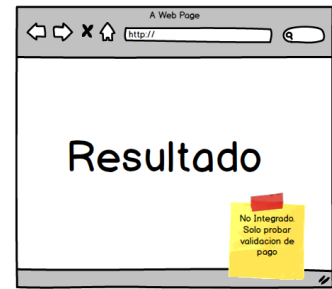 A Web Page
http://
Resultado
No Integrado.
Solo probar
validacion de
pago